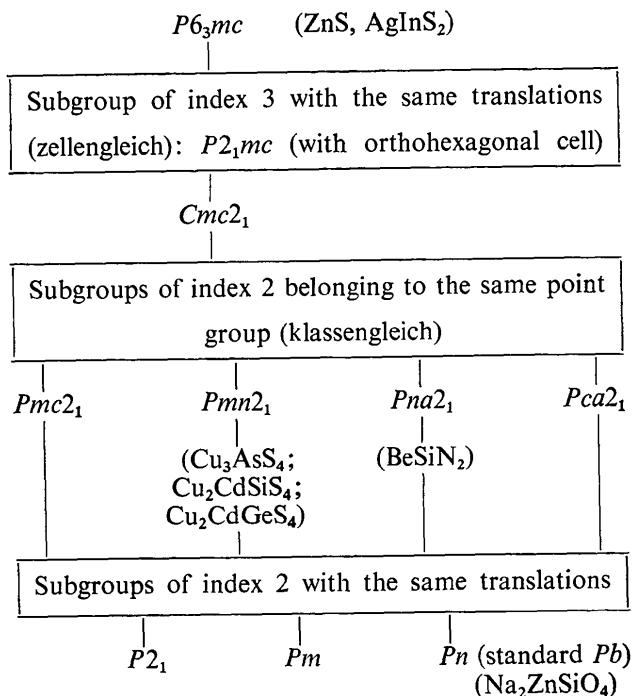 P6₃mc (ZnS, AgInS₂)
Subgroup of index 3 with the same translations
(zellengleich): P2₁mc (with orthohexagonal cell)
Cmc2₁
Subgroups of index 2 belonging to the same point
group (klassengleich)
Pmc2₁ Pmn2₁ Pna2₁ Pca2₁
(Cu₃AsS₄; (BeSiN₂)
Cu₂CdSiS₄;
Cu₂CdGeS₄)
Subgroups of index 2 with the same translations
P2₁ Pm Pn (standard Pb)
(Na₂ZnSiO₄)